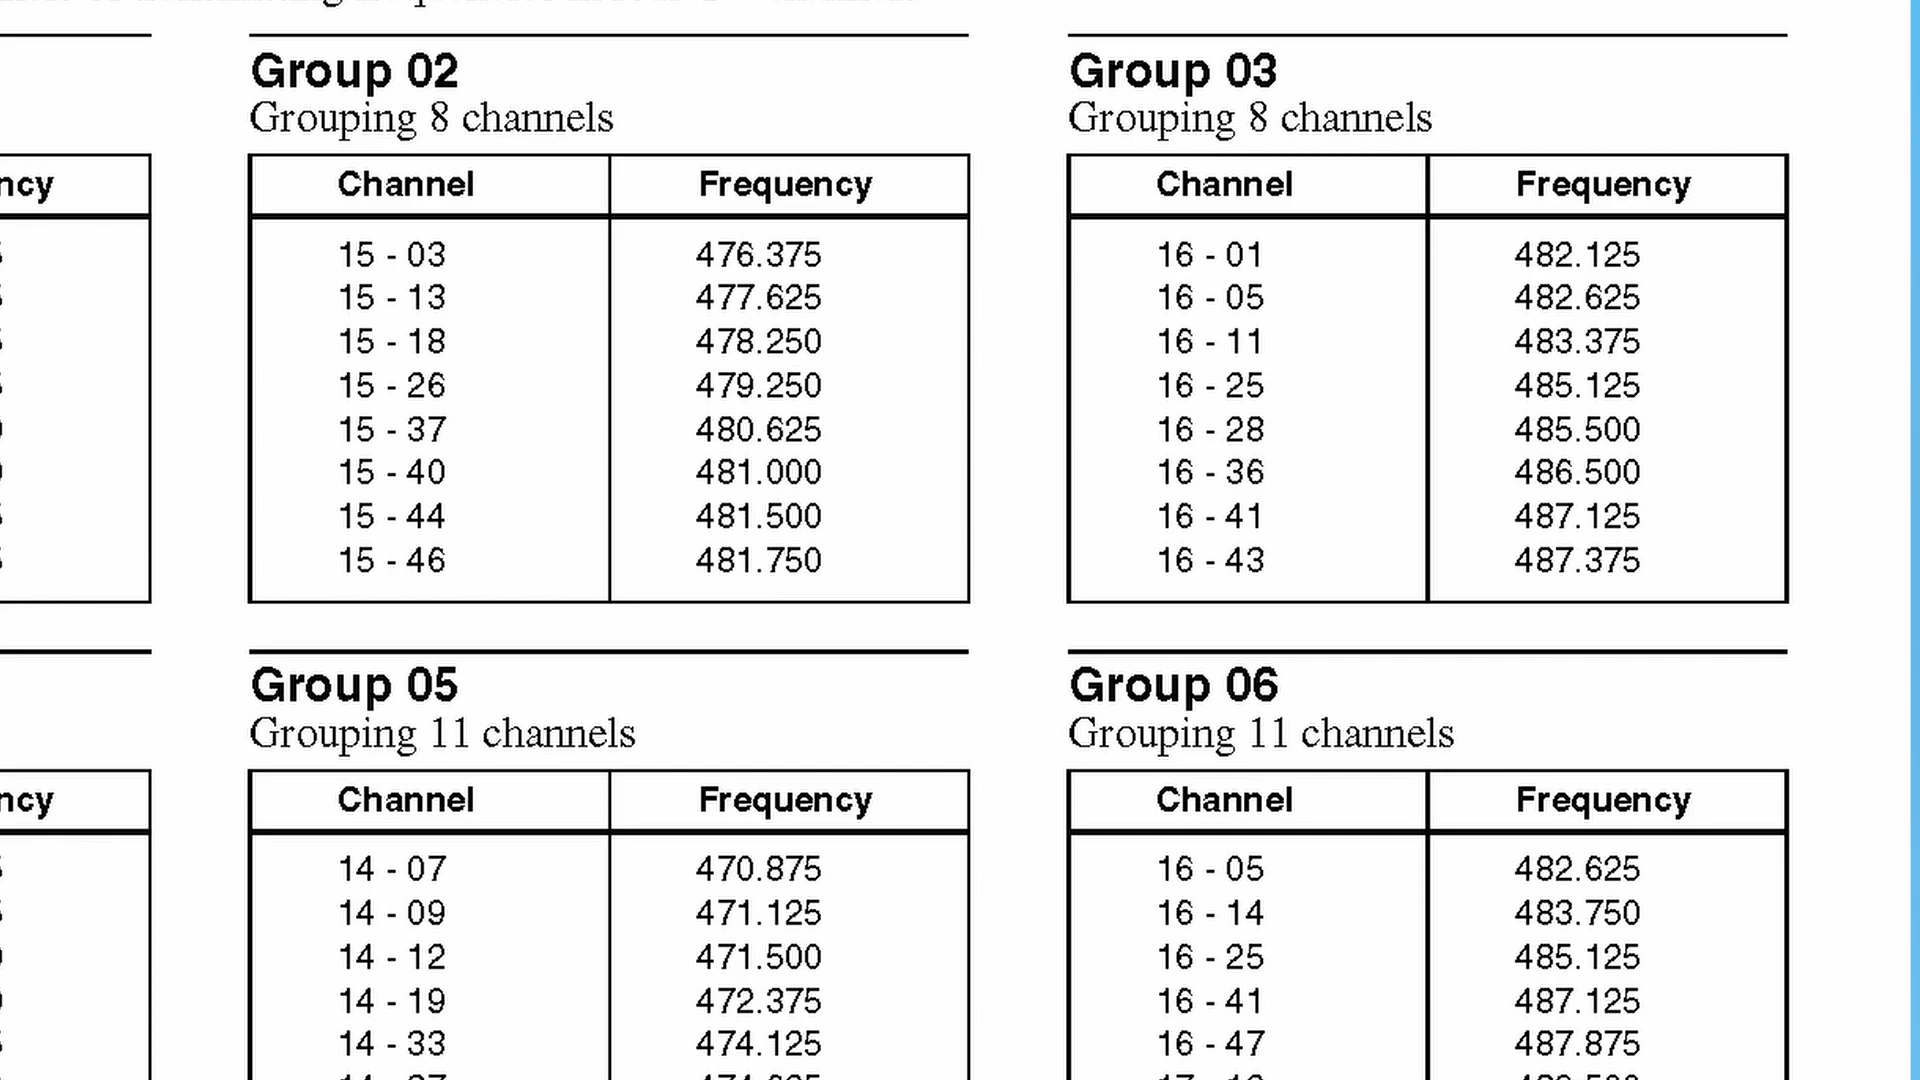 Group 02
Grouping 8 channels
Channel Frequency
15 - 03 476.375
15 - 13 477.625
15 - 18 478.250
15 - 26 479.250
15 - 37 480.625
15 - 40 481.000
15 - 44 481.500
15 - 46 481.750
Group 03
Grouping 8 channels
Channel Frequency
16 - 01 482.125
16 - 05 482.625
16 - 11 483.375
16 - 25 485.125
16 - 28 485.500
16 - 36 486.500
16 - 41 487.125
16 - 43 487.375
ncy
Group 05
Grouping 11 channels
Channel Frequency
14 - 07 470.875
14 - 09 471.125
14 - 12 471.500
14 - 19 472.375
14 - 33 474.125
Group 06
Grouping 11 channels
Channel Frequency
16 - 05 482.625
16 - 14 483.750
16 - 25 485.125
16 - 41 487.125
16 - 47 487.875
ncy